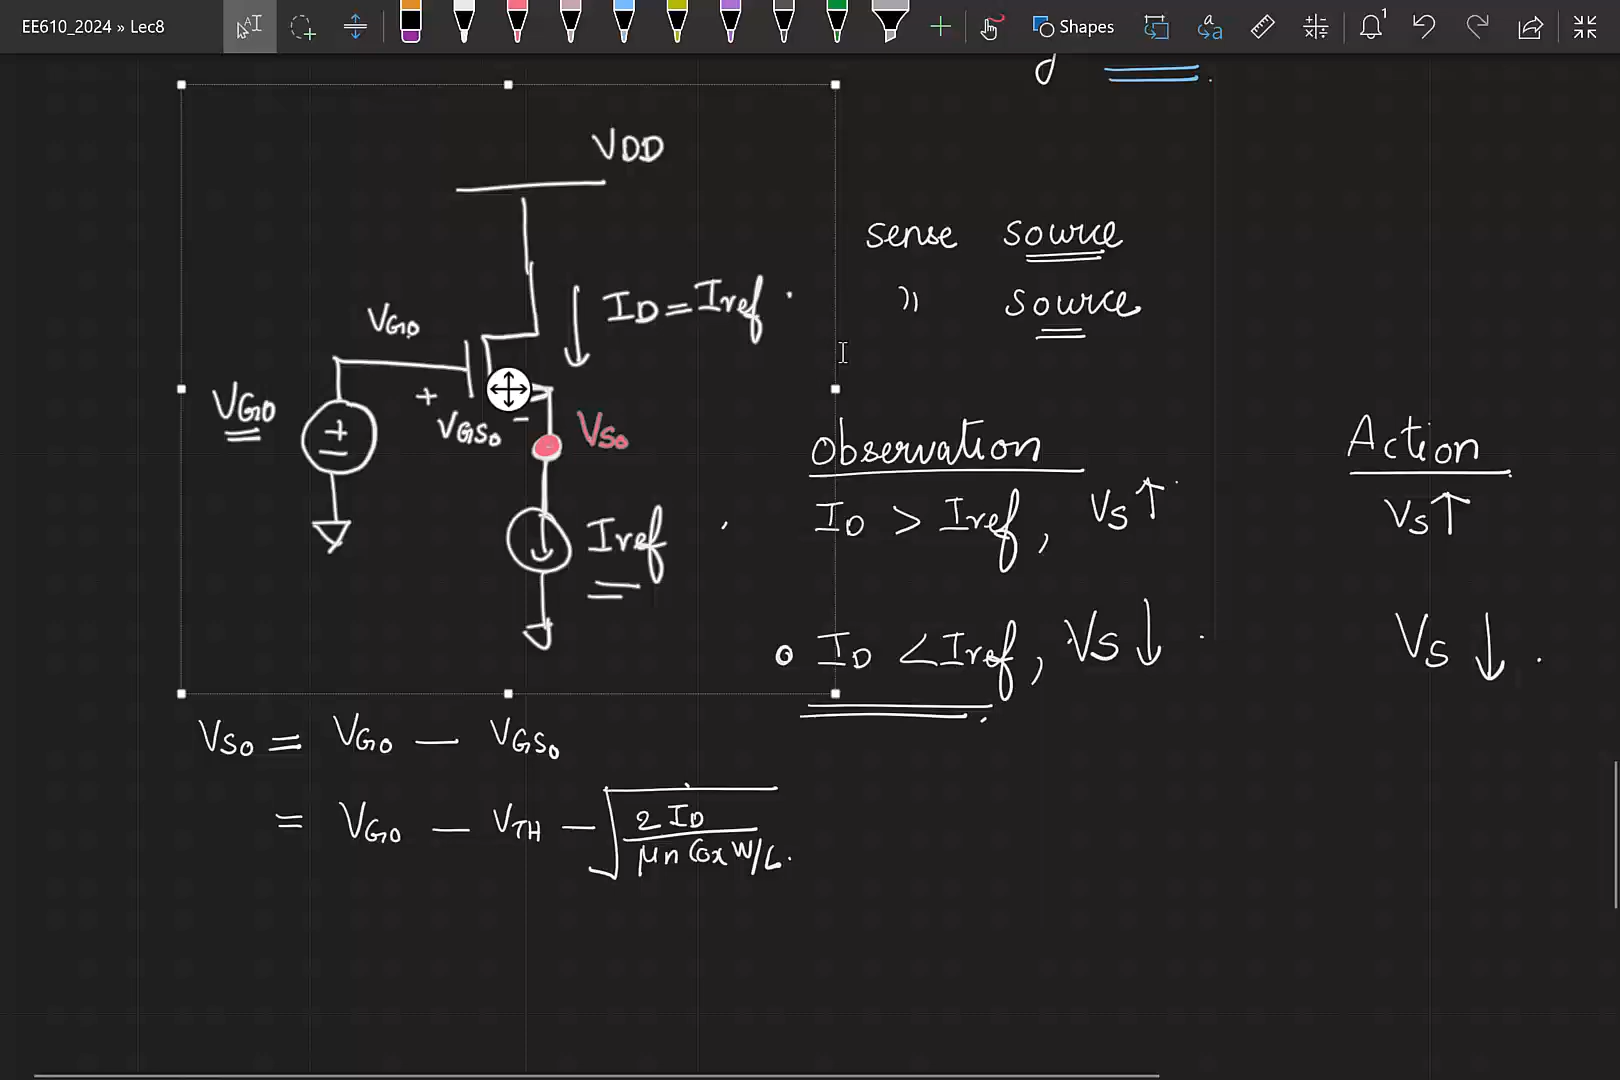 EE610_2024 » Lec8
Shapes
1
VDD
sense source
〃 source
ID = Iref .
VG0
VG0
+
VGS0
-
VS0
+
-
Iref
Observation
Action
ID > Iref, VS↑
VS↑
ID < Iref, VS↓ .
VS↓ .
VS0 = VG0 - VGS0
= VG0 - VTH - √(2 ID / μn Cox W/L) .